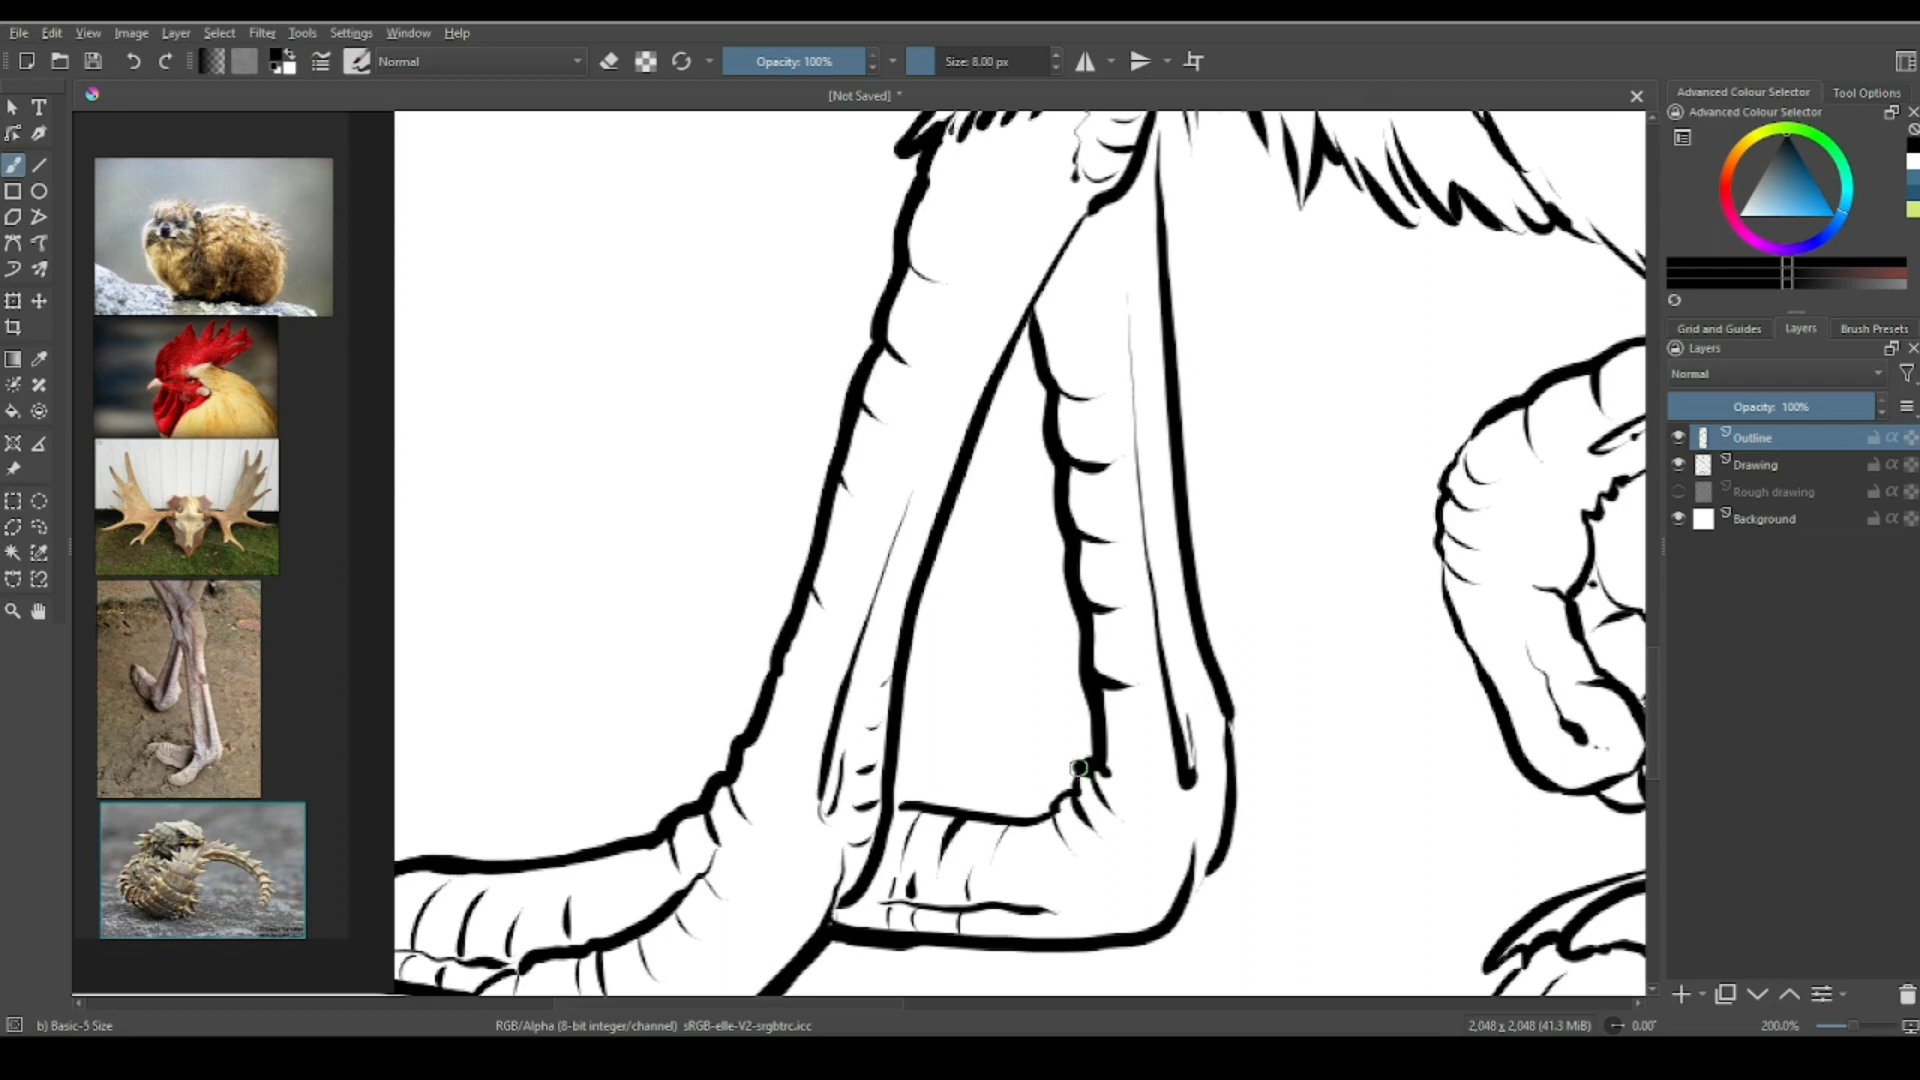 File Edit View Image Layer Select Filter Tools Settings Window Help
Normal Opacity: 100% Size: 8.00 px
[Not Saved] *
Advanced Colour Selector Tool Options
Advanced Colour Selector
Grid and Guides Layers Brush Presets
Layers
Normal
Opacity: 100%
Outline
Drawing
Rough drawing
Background
b) Basic-5 Size RGB/Alpha (8-bit integer/channel) sRGB-elle-V2-srgbtrc.icc 2,048 x 2,048 (41.3 MiB) 0.00° 200.0%